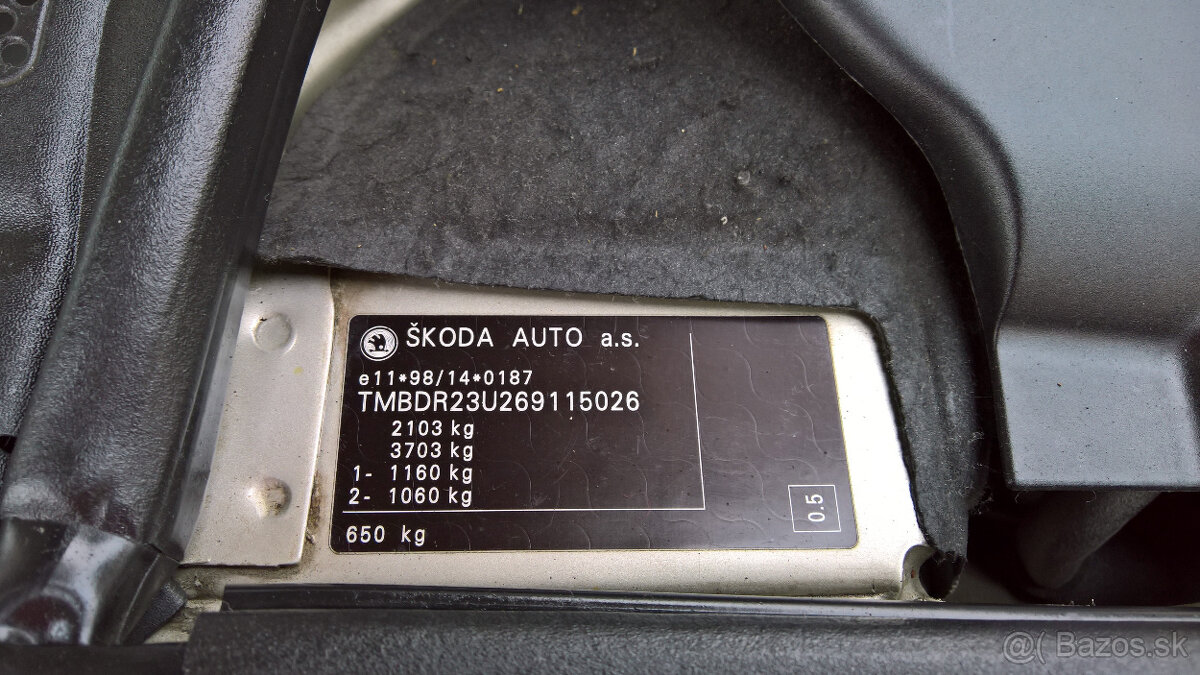 ŠKODA AUTO a.s.
e11*98/14*0187
TMBDR23U269115026
2103 kg
3703 kg
1- 1160 kg
2- 1060 kg
650 kg
0.5
@( Bazos.sk